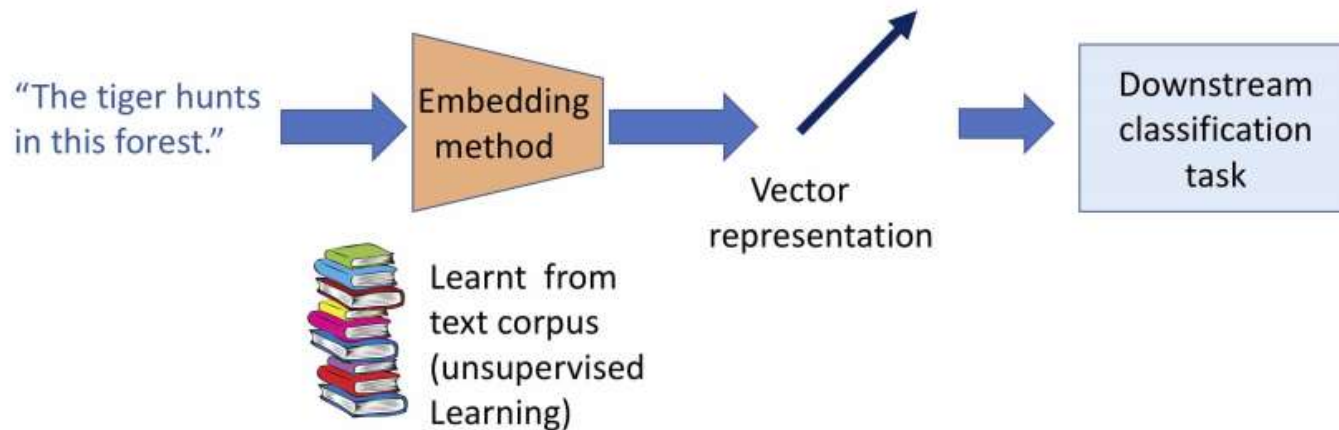 “The tiger hunts
in this forest.”
Embedding
method
Vector
representation
Downstream
classification
task
Learnt from
text corpus
(unsupervised
Learning)